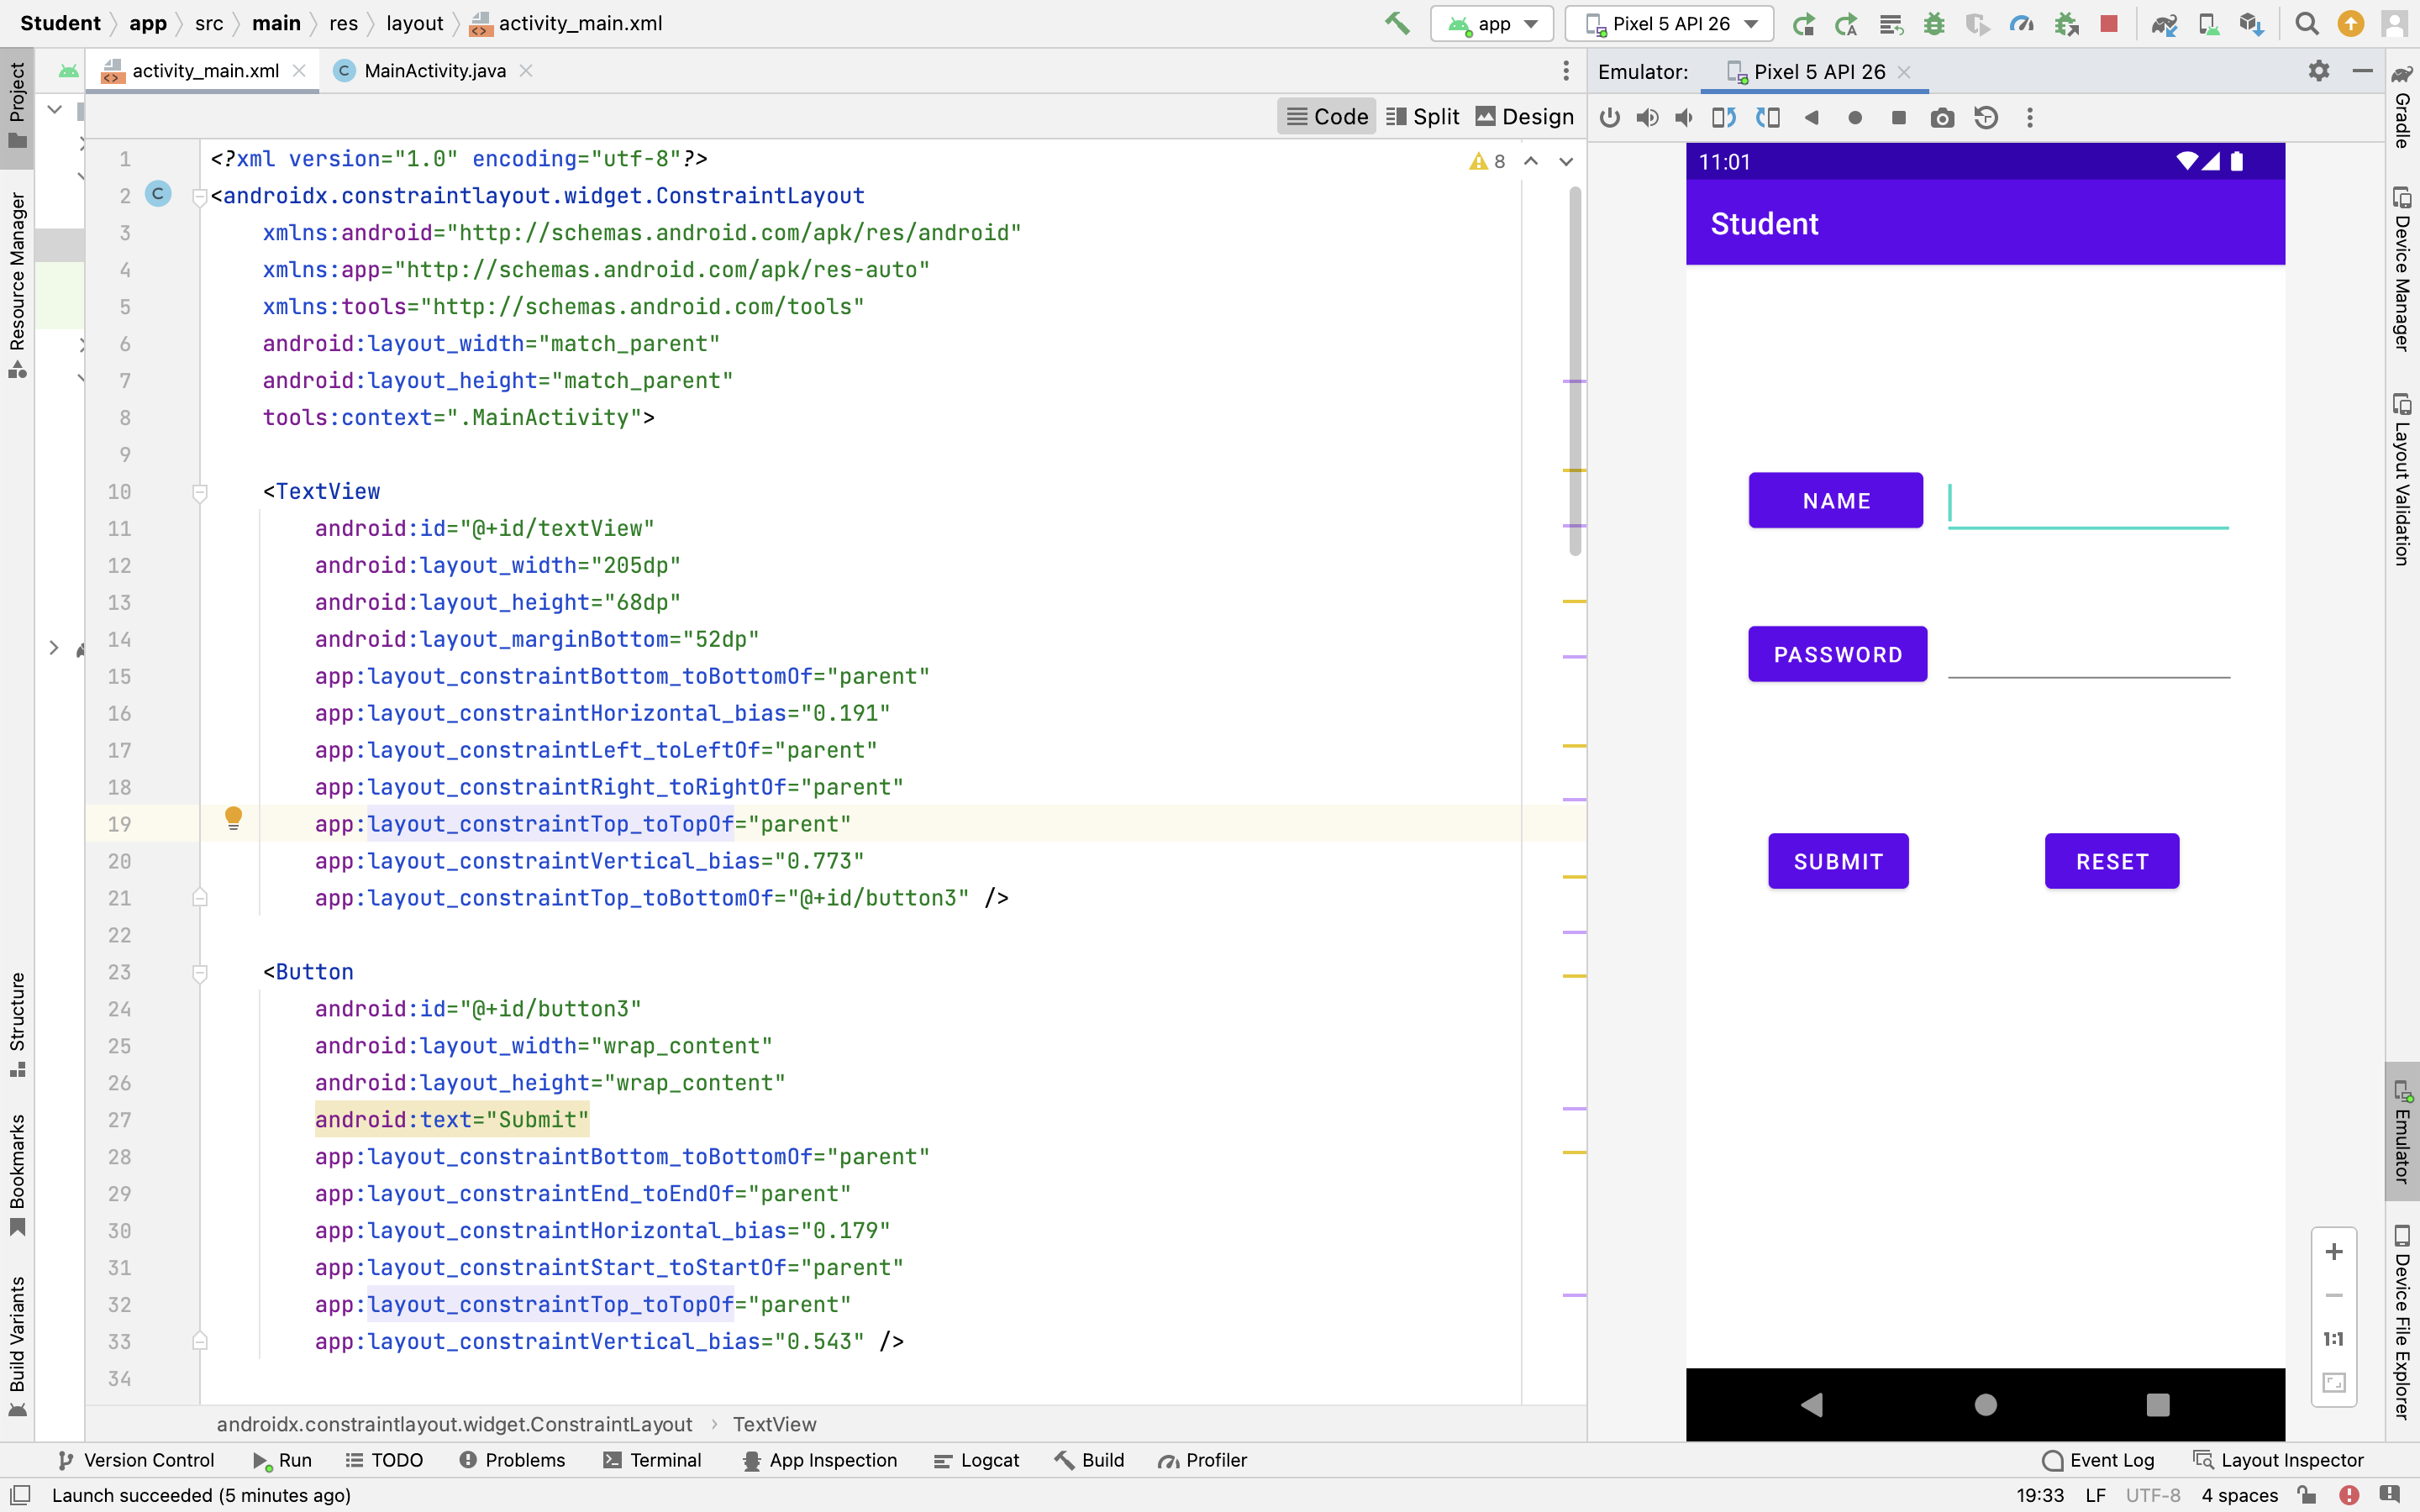 Student app src main res layout activity_main.xml
app Pixel 5 API 26
activity_main.xml MainActivity.java
Emulator: Pixel 5 API 26
Code Split Design
8
Project
Resource Manager
Structure
Bookmarks
Build Variants
1 <?xml version="1.0" encoding="utf-8"?>
2 <androidx.constraintlayout.widget.ConstraintLayout
3 xmlns:android="http://schemas.android.com/apk/res/android"
4 xmlns:app="http://schemas.android.com/apk/res-auto"
5 xmlns:tools="http://schemas.android.com/tools"
6 android:layout_width="match_parent"
7 android:layout_height="match_parent"
8 tools:context=".MainActivity">
9
10 <TextView
11 android:id="@+id/textView"
12 android:layout_width="205dp"
13 android:layout_height="68dp"
14 android:layout_marginBottom="52dp"
15 app:layout_constraintBottom_toBottomOf="parent"
16 app:layout_constraintHorizontal_bias="0.191"
17 app:layout_constraintLeft_toLeftOf="parent"
18 app:layout_constraintRight_toRightOf="parent"
19 app:layout_constraintTop_toTopOf="parent"
20 app:layout_constraintVertical_bias="0.773"
21 app:layout_constraintTop_toBottomOf="@+id/button3" />
22
23 <Button
24 android:id="@+id/button3"
25 android:layout_width="wrap_content"
26 android:layout_height="wrap_content"
27 android:text="Submit"
28 app:layout_constraintBottom_toBottomOf="parent"
29 app:layout_constraintEnd_toEndOf="parent"
30 app:layout_constraintHorizontal_bias="0.179"
31 app:layout_constraintStart_toStartOf="parent"
32 app:layout_constraintTop_toTopOf="parent"
33 app:layout_constraintVertical_bias="0.543" />
34
androidx.constraintlayout.widget.ConstraintLayout TextView
11:01
Student
NAME
PASSWORD
SUBMIT RESET
1:1
Gradle
Device Manager
Layout Validation
Emulator
Device File Explorer
Version Control Run TODO Problems Terminal App Inspection Logcat Build Profiler Event Log Layout Inspector
Launch succeeded (5 minutes ago) 19:33 LF UTF-8 4 spaces